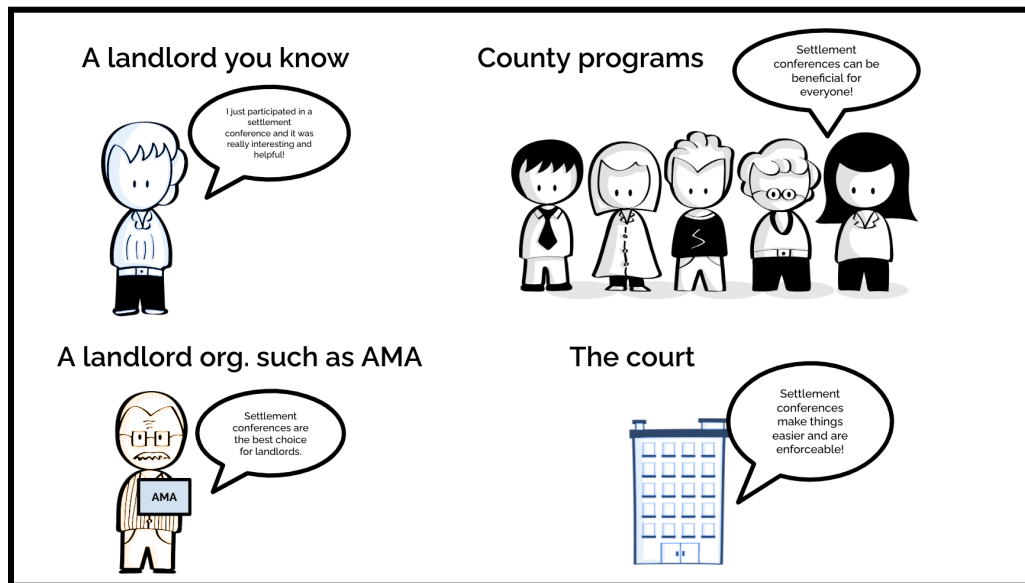 A landlord you know
I just participated in a
settlement
conference and it was
really interesting and
helpful!
County programs
Settlement
conferences can be
beneficial for
everyone!
A landlord org. such as AMA
Settlement
conferences are
the best choice
for landlords.
AMA
The court
Settlement
conferences
make things
easier and are
enforceable!